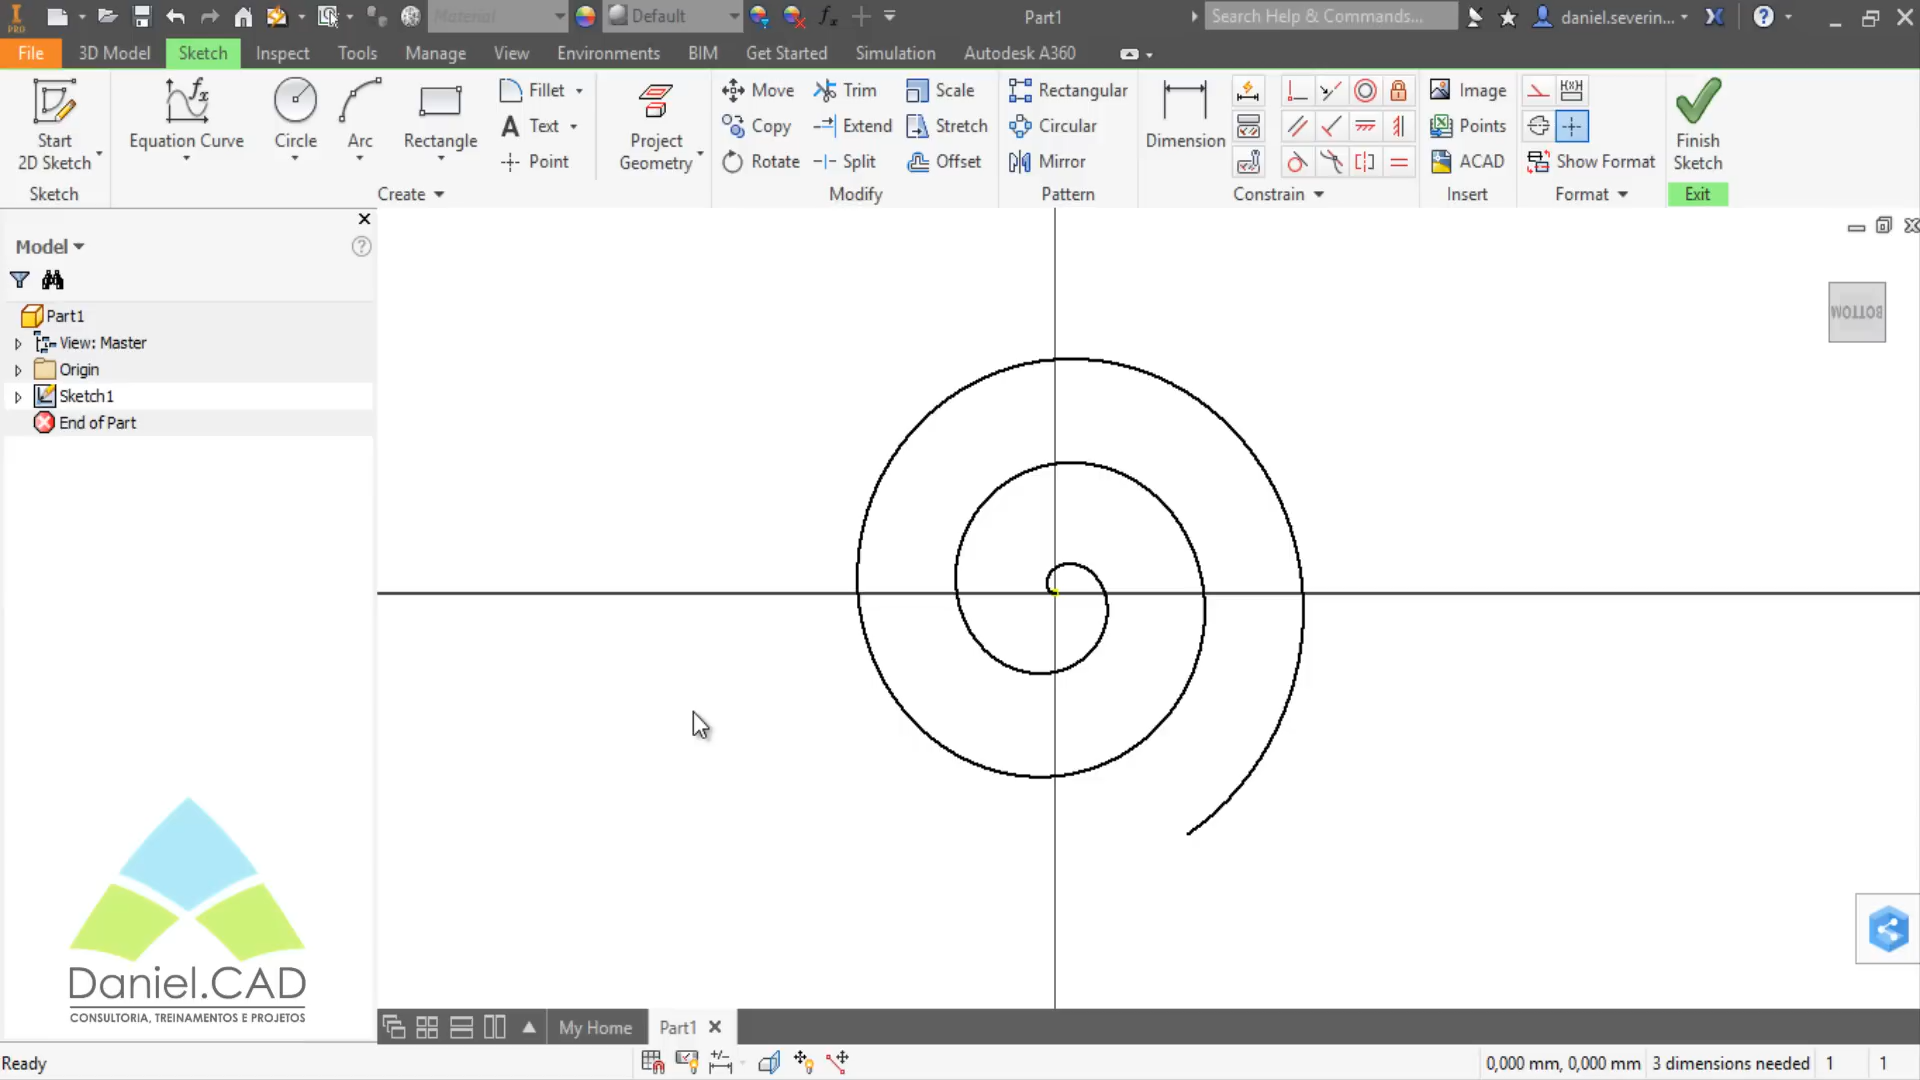 PRO
Material
Default
Part1
Search Help & Commands...
daniel.severin...
File
3D Model
Sketch
Inspect
Tools
Manage
View
Environments
BIM
Get Started
Simulation
Autodesk A360
Start
2D Sketch
Equation Curve
Circle
Arc
Rectangle
Fillet
Text
Point
Project
Geometry
Move
Copy
Rotate
Trim
Extend
Split
Scale
Stretch
Offset
Rectangular
Circular
Mirror
Dimension
Image
Points
ACAD
Show Format
Finish
Sketch
Sketch
Create
Modify
Pattern
Constrain
Insert
Format
Exit
Model
Part1
View: Master
Origin
Sketch1
End of Part
BOTTOM
Daniel.CAD
CONSULTORIA, TREINAMENTOS E PROJETOS
My Home
Part1
Ready
0,000 mm, 0,000 mm
3 dimensions needed
1
1